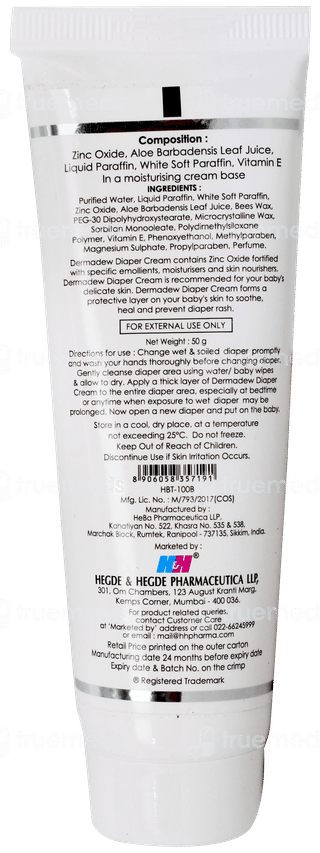 Composition :
Zinc Oxide, Aloe Barbadensis Leaf Juice,
Liquid Paraffin, White Soft Paraffin, Vitamin E
In a moisturising cream base
INGREDIENTS :
Purified Water, Liquid Paraffin, White Soft Paraffin,
Zinc Oxide, Aloe Barbadensis Leaf Juice, Bees Wax,
PEG-30 Dipolyhydroxystearate, Microcrystalline Wax,
Sorbitan Monooleate, Polydimethylsiloxane
Polymer, Vitamin E, Phenoxyethanol, Methylparaben,
Magnesium Sulphate, Propylparaben, Perfume.
Dermadew Diaper Cream contains Zinc Oxide fortified
with specific emollients, moisturisers and skin nourishers.
Dermadew Diaper Cream is recommended for your baby's
delicate skin. Dermadew Diaper Cream forms a
protective layer on your baby's skin to soothe,
heal and prevent diaper rash.
FOR EXTERNAL USE ONLY
Net Weight : 50 g
Directions for use : Change wet & soiled diaper promptly
and wash your hands thoroughly before changing diaper.
Gently cleanse diaper area using water/ baby wipes
& allow to dry. Apply a thick layer of Dermadew Diaper
Cream to the entire diaper area, especially at bedtime
or anytime when exposure to wet diaper may be
prolonged. Now open a new diaper and put on the baby.
Store in a cool, dry place, at a temperature
not exceeding 25°C. Do not freeze.
Keep Out of Reach of Children.
Discontinue Use if Skin Irritation Occurs.
8 906058 357191
HBT-100B
Mfg. Lic. No. : M/793/2017(COS)
Manufactured by :
HeBa Pharmaceutica LLP,
Kahatiyan No. 522, Khasra No. 535 & 538,
Marchak Block, Rumtek, Ranipool - 737135, Sikkim, India.
Marketed by :
H&H®
HEGDE & HEGDE PHARMACEUTICA LLP,
301, Om Chambers, 123 August Kranti Marg,
Kemps Corner, Mumbai - 400 036.
For product related queries,
contact Customer Care
at 'Marketed by' address or call 022-66245999
or email : mail@hhpharma.com
Retail Price printed on the outer carton
Manufacturing date 24 months before expiry date
Expiry date & Batch No. on the crimp
® Registered Trademark